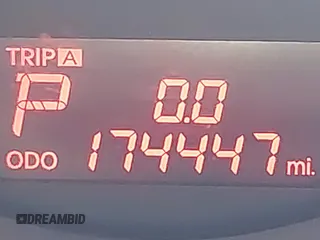 TRIP A
P 0.0
ODO 174447 mi.
DREAMBID